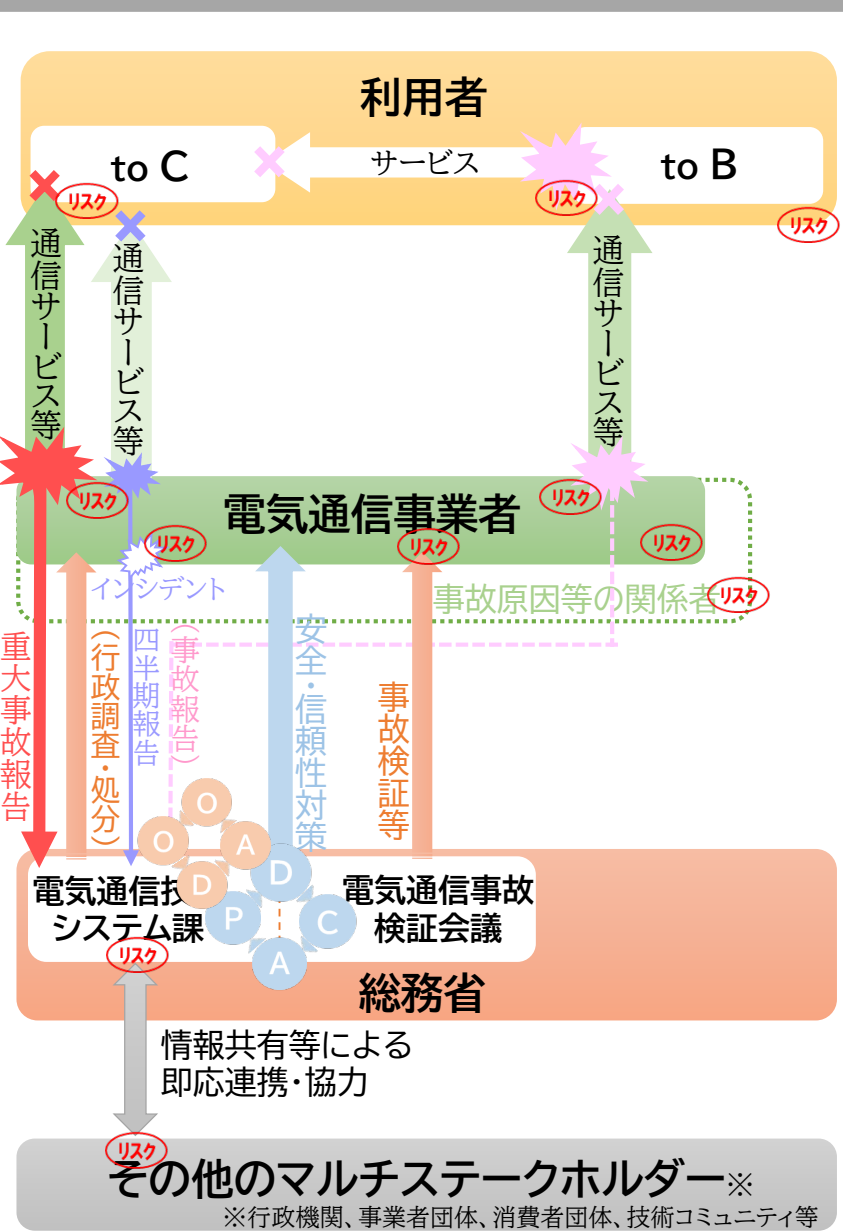 利用者
to C
サービス
to B
リスク
リスク
リスク
通信サービス等
通信サービス等
通信サービス等
リスク
電気通信事業者
リスク
リスク
リスク
リスク
インシデント
事故原因等の関係者
リスク
重大事故報告
（行政調査・処分）
四半期報告
（事故報告）
安全・信頼性対策
事故検証等
O
O
A
D
D
P
C
A
電気通信技
システム課
電気通信事故
検証会議
リスク
総務省
情報共有等による
即応連携・協力
リスク
その他のマルチステークホルダー※
※行政機関、事業者団体、消費者団体、技術コミュニティ等